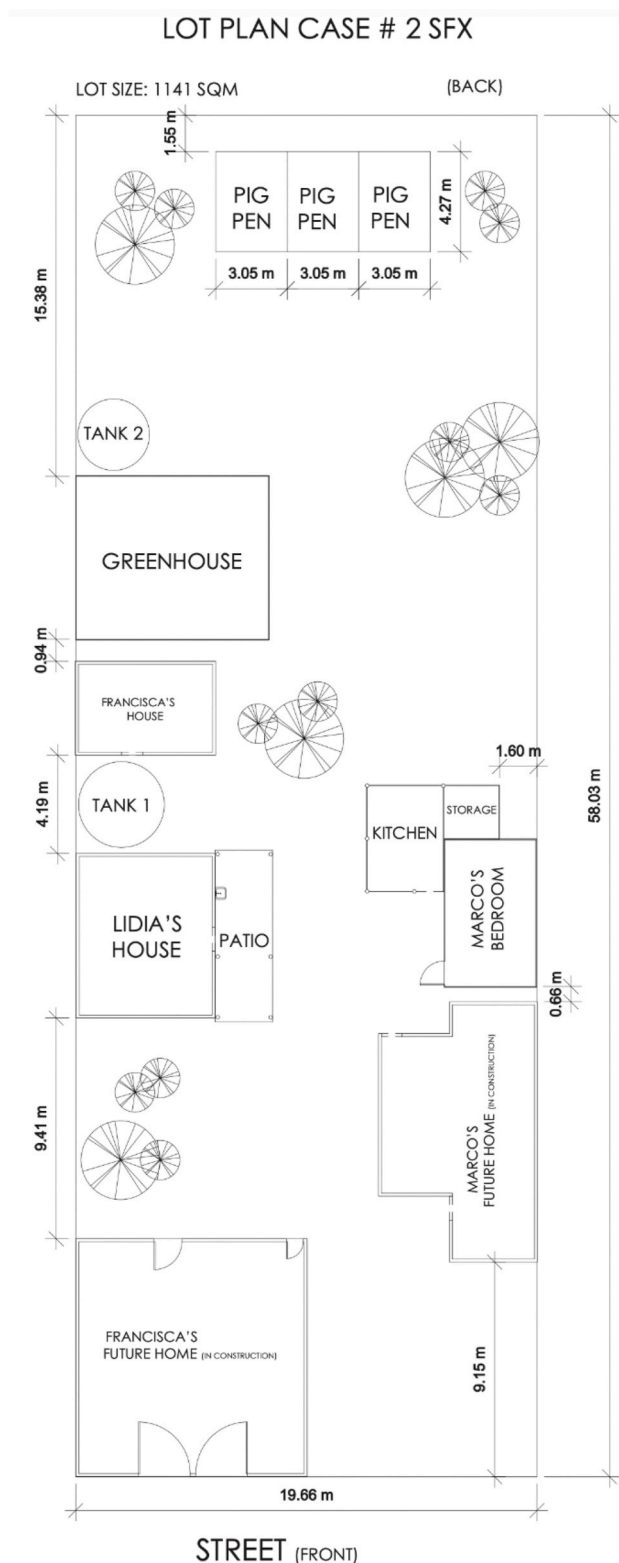 LOT PLAN CASE # 2 SFX
LOT SIZE: 1141 SQM
(BACK)
1.55 m
PIG
PEN
PIG
PEN
PIG
PEN
4.27 m
3.05 m
3.05 m
3.05 m
15.38 m
TANK 2
GREENHOUSE
0.94 m
FRANCISCA'S
HOUSE
1.60 m
58.03 m
4.19 m
TANK 1
KITCHEN
STORAGE
LIDIA'S
HOUSE
PATIO
MARCO'S
BEDROOM
0.66 m
9.41 m
MARCO'S
FUTURE HOME (IN CONSTRUCTION)
FRANCISCA'S
FUTURE HOME (IN CONSTRUCTION)
9.15 m
19.66 m
STREET (FRONT)